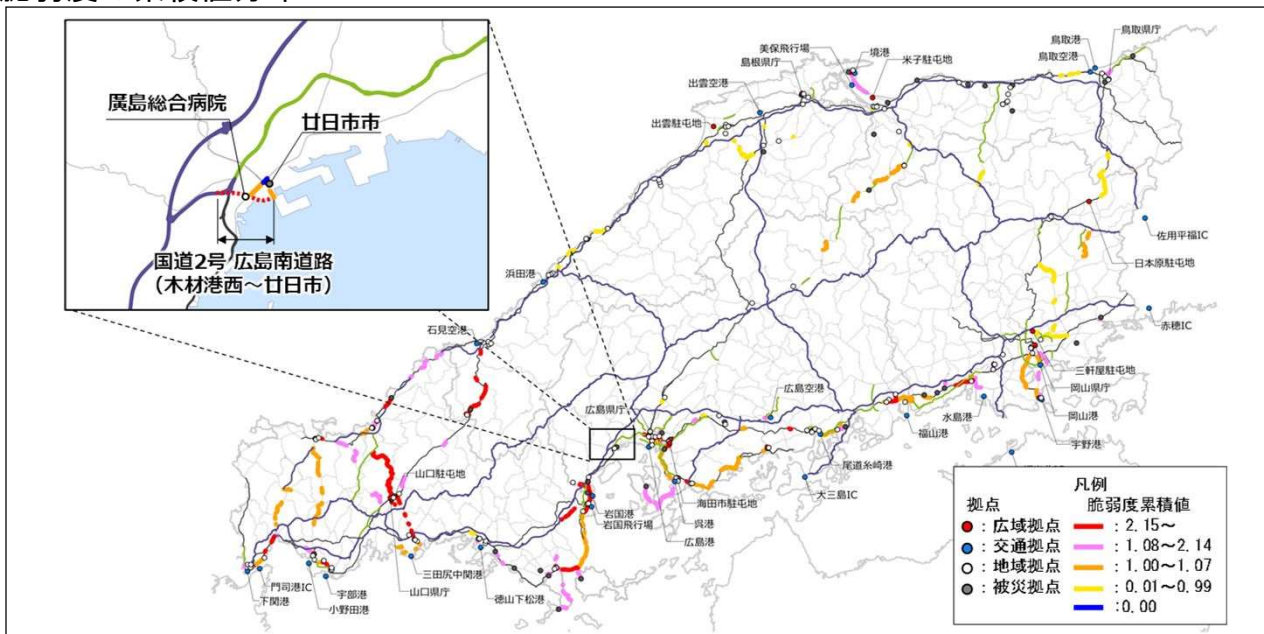 廣島総合病院
廿日市市
国道2号 広島南道路
（木材港西～廿日市）
美保飛行場
境港
島根県庁
米子駐屯地
出雲空港
出雲駐屯地
鳥取県庁
鳥取港
鳥取空港
佐用平福IC
日本原駐屯地
浜田港
赤穂IC
石見空港
三軒屋駐屯地
岡山県庁
岡山港
宇野港
広島空港
広島県庁
水島港
福山港
尾道糸崎港
大三島IC
山口駐屯地
海田市駐屯地
呉港
広島港
岩国港
岩国飛行場
三田尻中関港
徳山下松港
山口県庁
門司港IC
下関港
宇部港
小野田港
凡例
拠点
脆弱度累積値
：広域拠点
：2.15～
：交通拠点
：1.08～2.14
：地域拠点
：1.00～1.07
：被災拠点
：0.01～0.99
：0.00